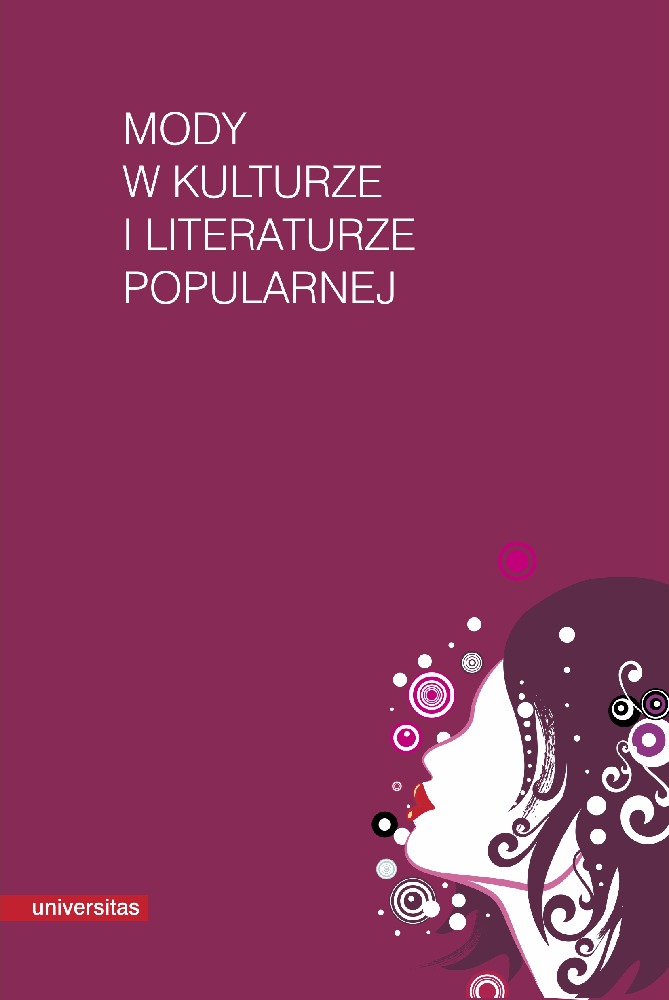 MODY
W KULTURZE
I LITERATURZE
POPULARNEJ
universitas